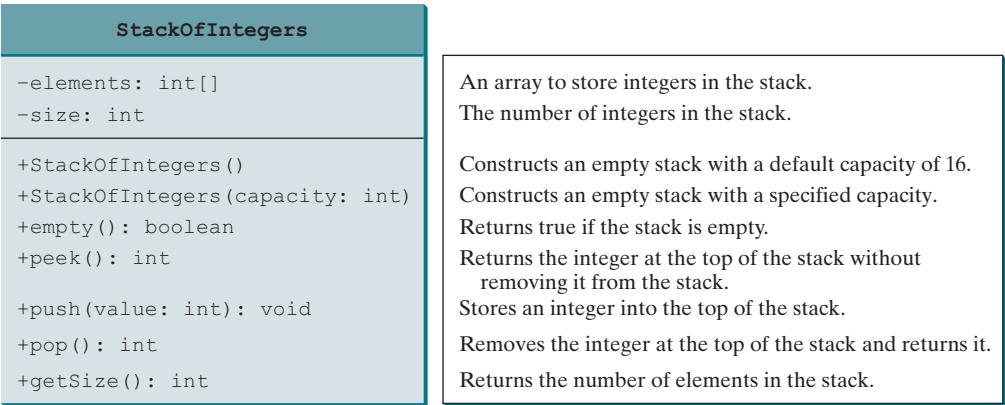 StackOfIntegers
-elements: int[]
-size: int
+StackOfIntegers()
+StackOfIntegers(capacity: int)
+empty(): boolean
+peek(): int
+push(value: int): void
+pop(): int
+getSize(): int
An array to store integers in the stack.
The number of integers in the stack.
Constructs an empty stack with a default capacity of 16.
Constructs an empty stack with a specified capacity.
Returns true if the stack is empty.
Returns the integer at the top of the stack without
removing it from the stack.
Stores an integer into the top of the stack.
Removes the integer at the top of the stack and returns it.
Returns the number of elements in the stack.